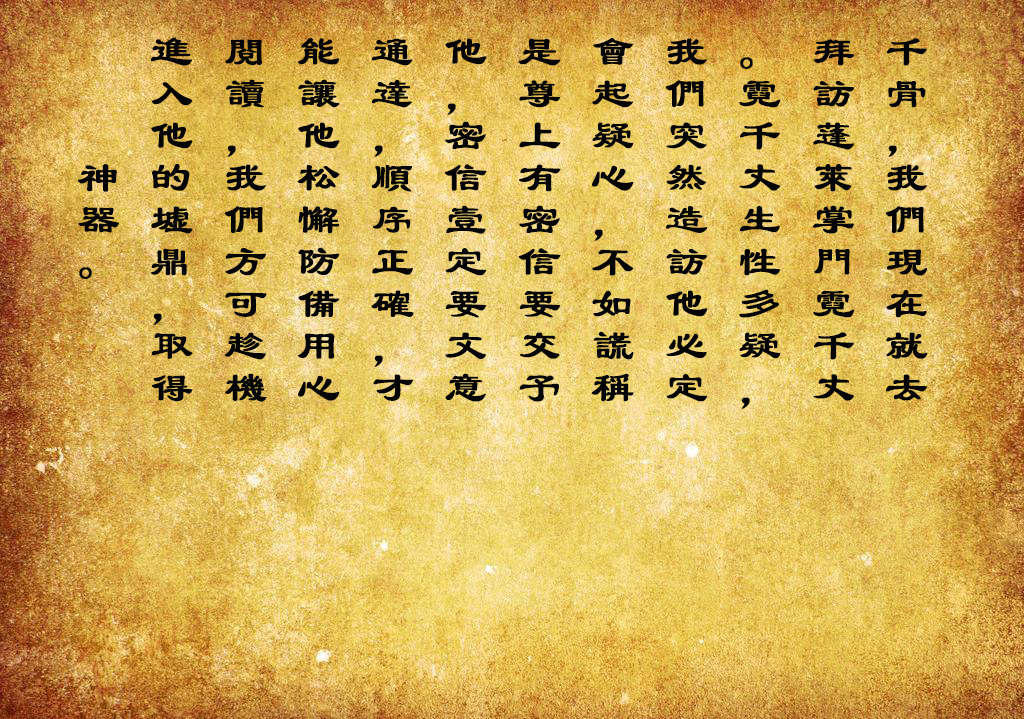 千骨，我們現在就去
拜訪蓬萊掌門霓千丈
。霓千丈生性多疑，
我們突然造訪他必定
會起疑心，不如謊稱
是尊上有密信要交予
他，密信壹定要文意
通達，順序正確，才
能讓他松懈防備用心
閱讀，我們方可趁機
進入他的墟鼎，取得
神器。